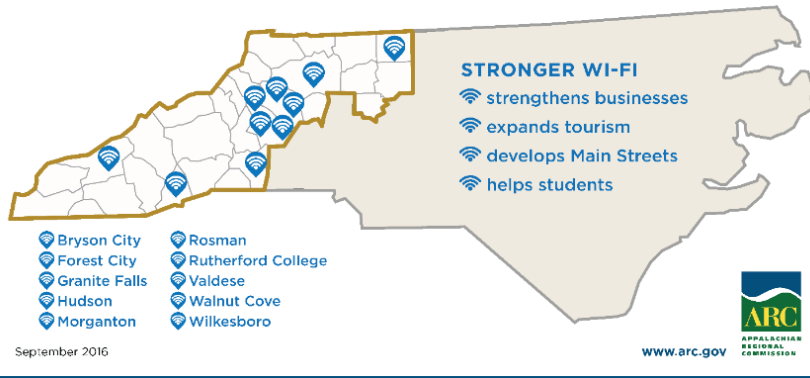 STRONGER WI-FI
strengthens businesses
expands tourism
develops Main Streets
helps students
Bryson City
Forest City
Granite Falls
Hudson
Morganton
Rosman
Rutherford College
Valdese
Walnut Cove
Wilkesboro
September 2016
www.arc.gov
ARC
APPALACHIAN
REGIONAL
COMMISSION